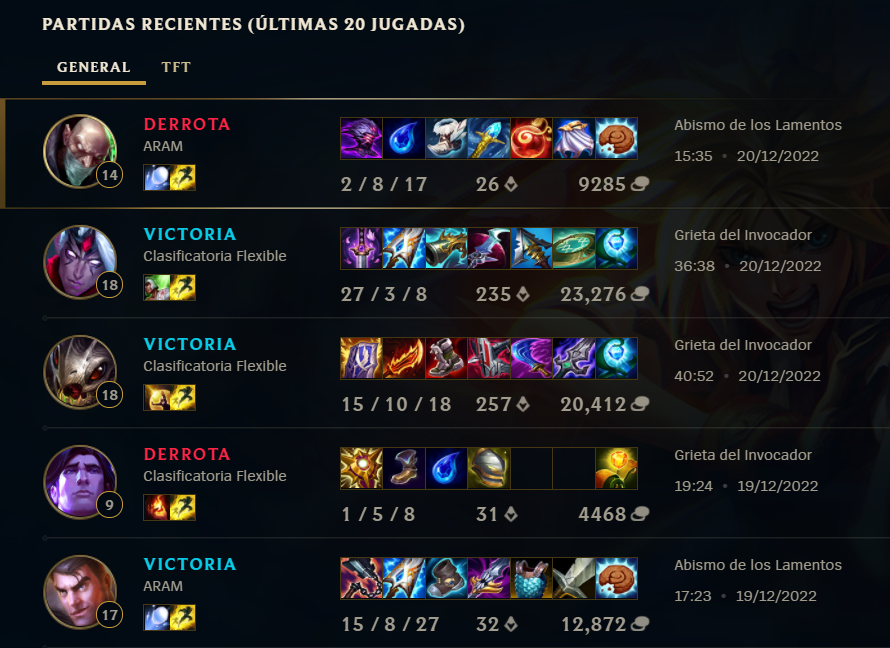 PARTIDAS RECIENTES (ÚLTIMAS 20 JUGADAS)
GENERAL TFT
14
DERROTA
ARAM
2 / 8 / 17 26 9285
Abismo de los Lamentos
15:35 • 20/12/2022
18
VICTORIA
Clasificatoria Flexible
27 / 3 / 8 235 23,276
Grieta del Invocador
36:38 • 20/12/2022
18
VICTORIA
Clasificatoria Flexible
15 / 10 / 18 257 20,412
Grieta del Invocador
40:52 • 20/12/2022
9
DERROTA
Clasificatoria Flexible
1 / 5 / 8 31 4468
Grieta del Invocador
19:24 • 19/12/2022
17
VICTORIA
ARAM
15 / 8 / 27 32 12,872
Abismo de los Lamentos
17:23 • 19/12/2022